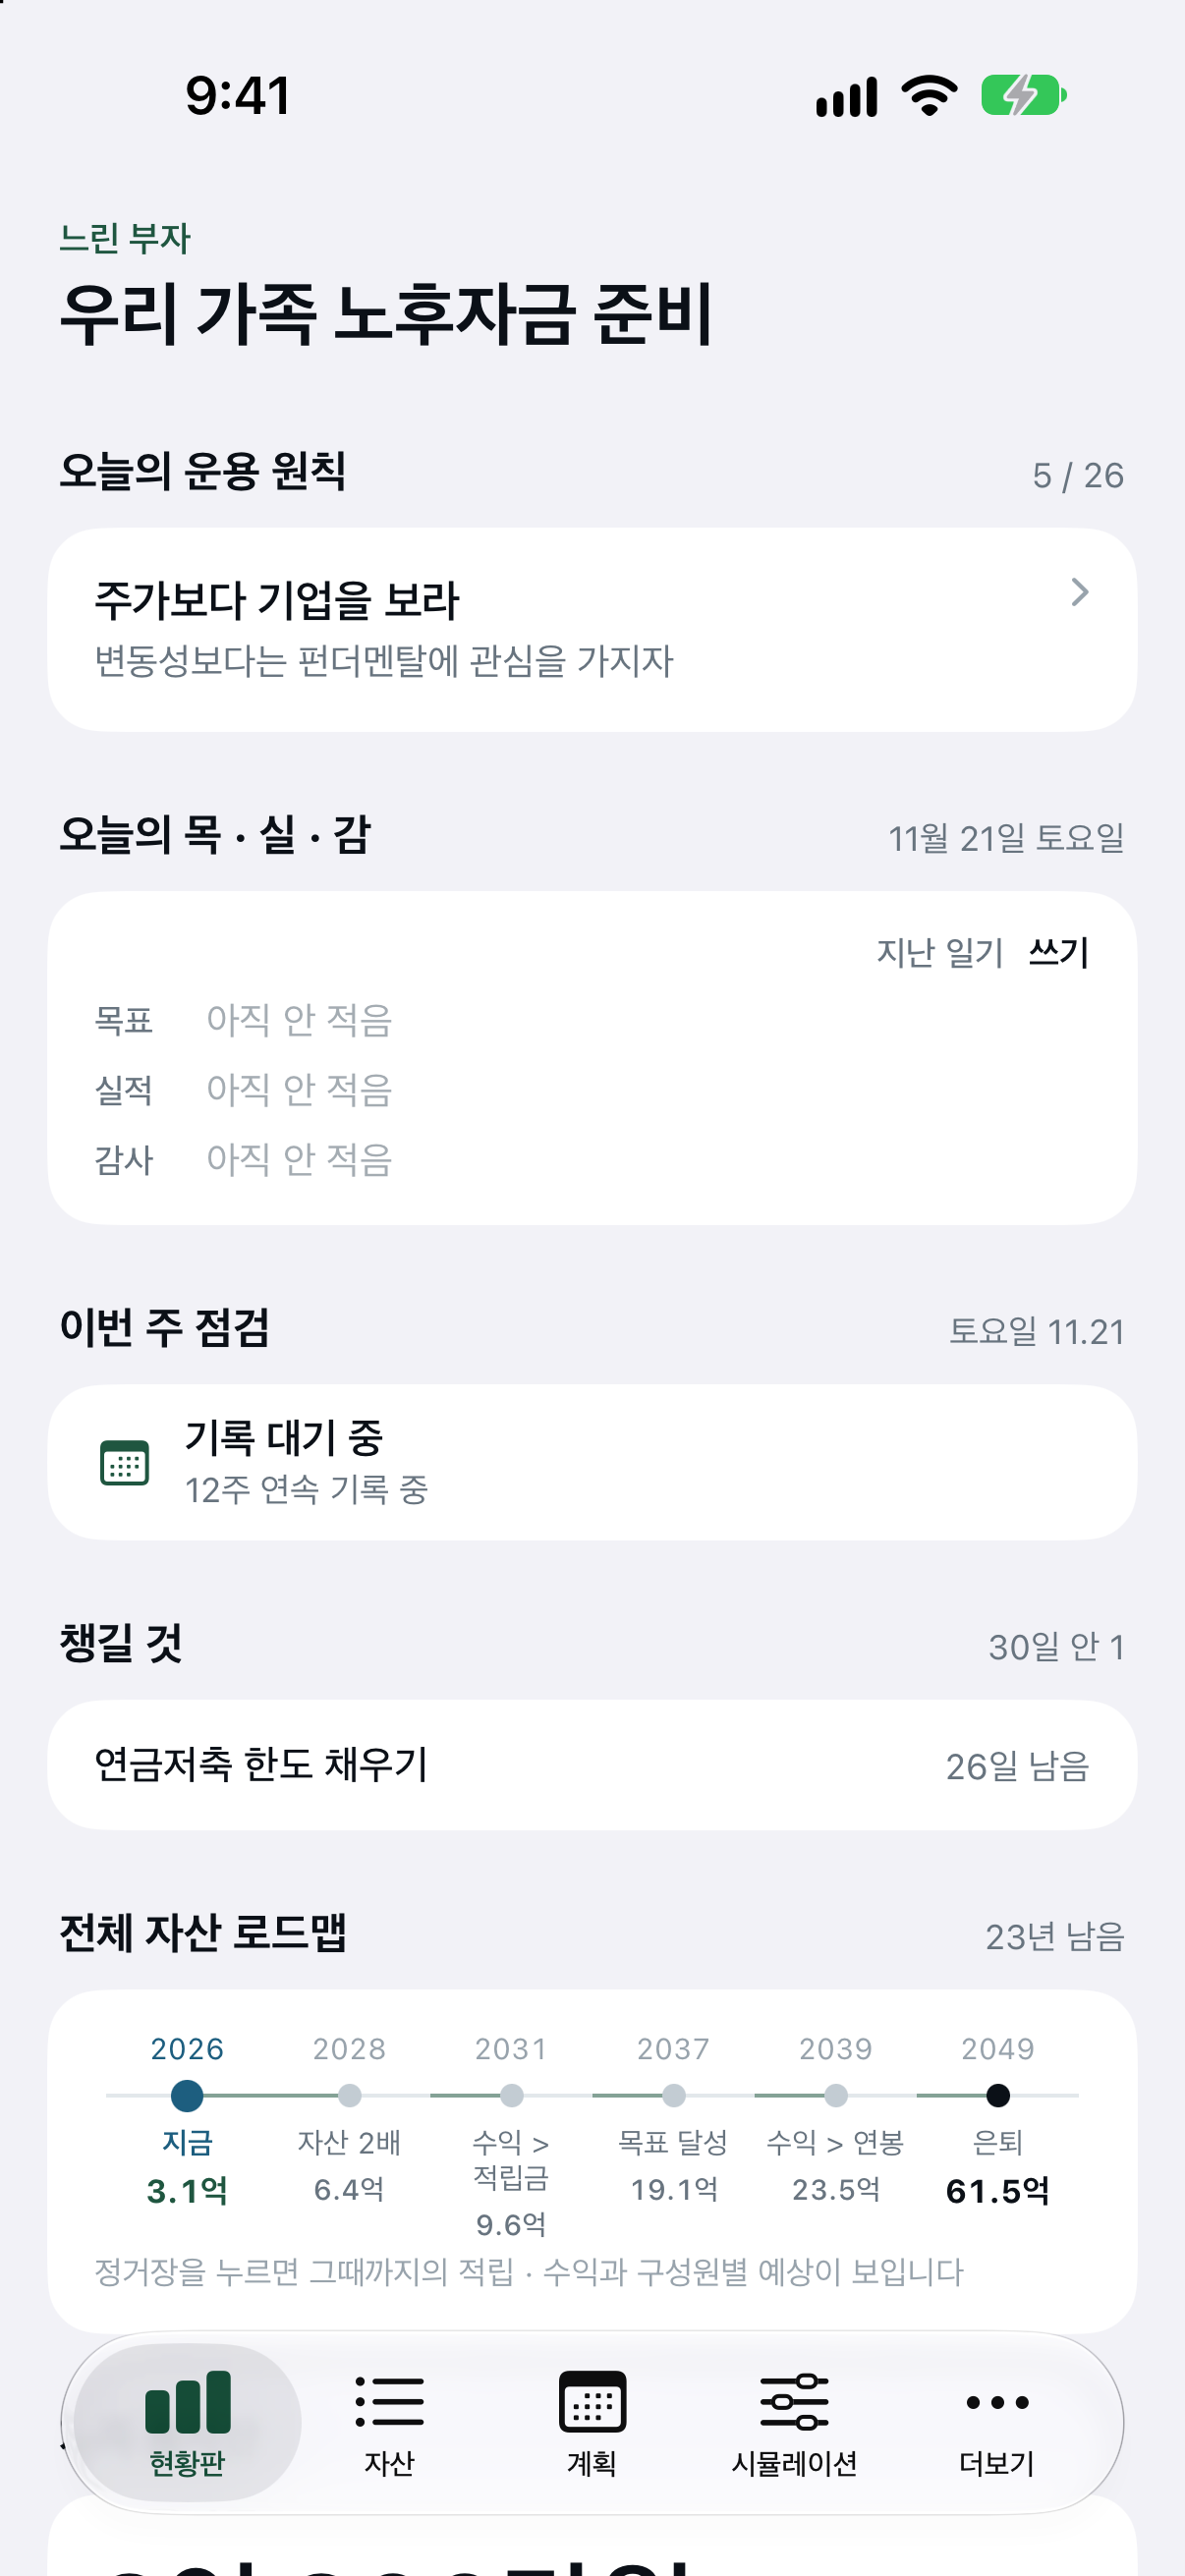 9:41
느린 부자
우리 가족 노후자금 준비
오늘의 운용 원칙
5 / 26
주가보다 기업을 보라
변동성보다는 펀더멘탈에 관심을 가지자
오늘의 목 · 실 · 감
11월 21일 토요일
지난 일기 쓰기
목표 아직 안 적음
실적 아직 안 적음
감사 아직 안 적음
이번 주 점검
토요일 11.21
기록 대기 중
12주 연속 기록 중
챙길 것
30일 안 1
연금저축 한도 채우기
26일 남음
전체 자산 로드맵
23년 남음
2026 2028 2031 2037 2039 2049
지금 자산 2배 수익 > 목표 달성 수익 > 연봉 은퇴
적립금
3.1억 6.4억 19.1억 23.5억 61.5억
9.6억
정거장을 누르면 그때까지의 적립 · 수익과 구성원별 예상이 보입니다
현황판 자산 계획 시뮬레이션 더보기